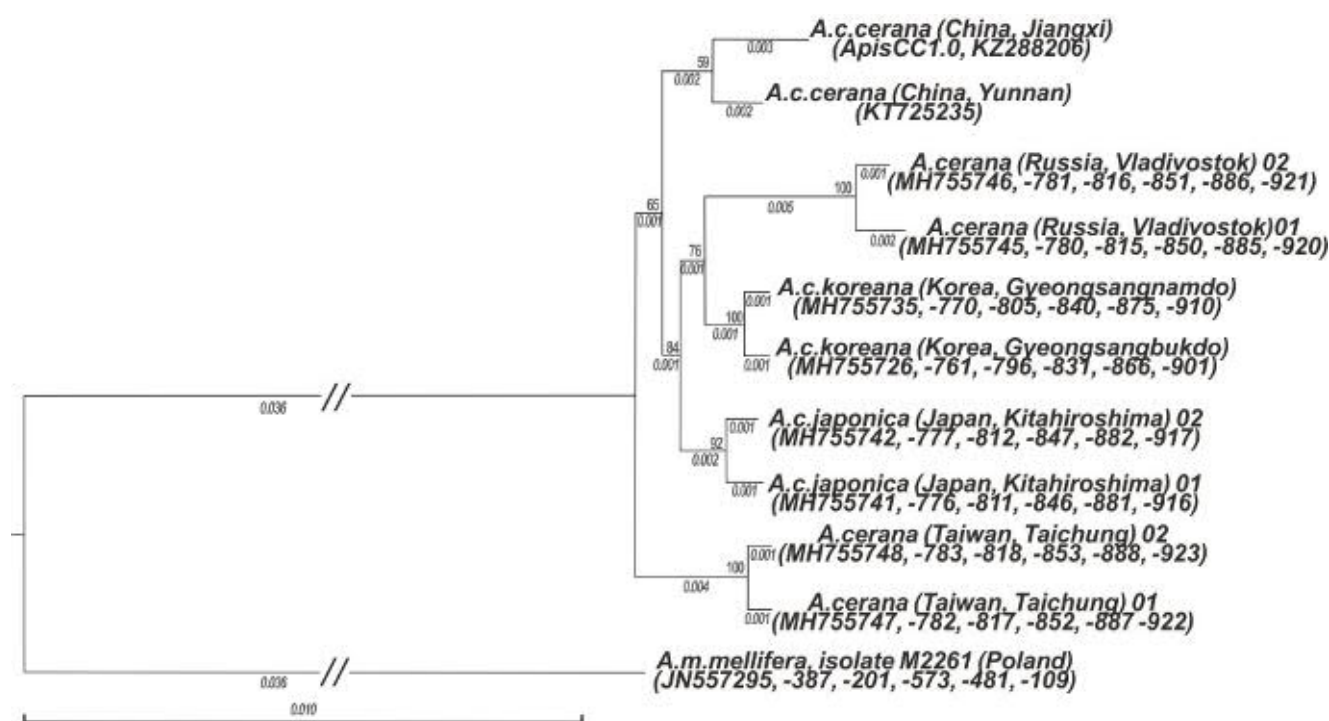 A.c.cerana (China, Jiangxi)
0.003
(ApisCC1.0, KZ288206)
59
0.002
A.c.cerana (China, Yunnan)
0.002
(KT725235)
A.cerana (Russia, Vladivostok) 02
0.001
(MH755746, -781, -816, -851, -886, -921)
100
0.005
A.cerana (Russia, Vladivostok)01
0.002
(MH755745, -780, -815, -850, -885, -920)
65
0.001
76
0.001
A.c.koreana (Korea, Gyeongsangnamdo)
0.001
(MH755735, -770, -805, -840, -875, -910)
100
0.001
A.c.koreana (Korea, Gyeongsangbukdo)
0.001
(MH755726, -761, -796, -831, -866, -901)
84
0.001
0.036
A.c.japonica (Japan, Kitahiroshima) 02
0.001
(MH755742, -777, -812, -847, -882, -917)
92
0.002
A.c.japonica (Japan, Kitahiroshima) 01
0.001
(MH755741, -776, -811, -846, -881, -916)
A.cerana (Taiwan, Taichung) 02
0.001
(MH755748, -783, -818, -853, -888, -923)
100
0.004
A.cerana (Taiwan, Taichung) 01
0.001
(MH755747, -782, -817, -852, -887 -922)
A.m.mellifera, isolate M2261 (Poland)
0.036
(JN557295, -387, -201, -573, -481, -109)
0.010